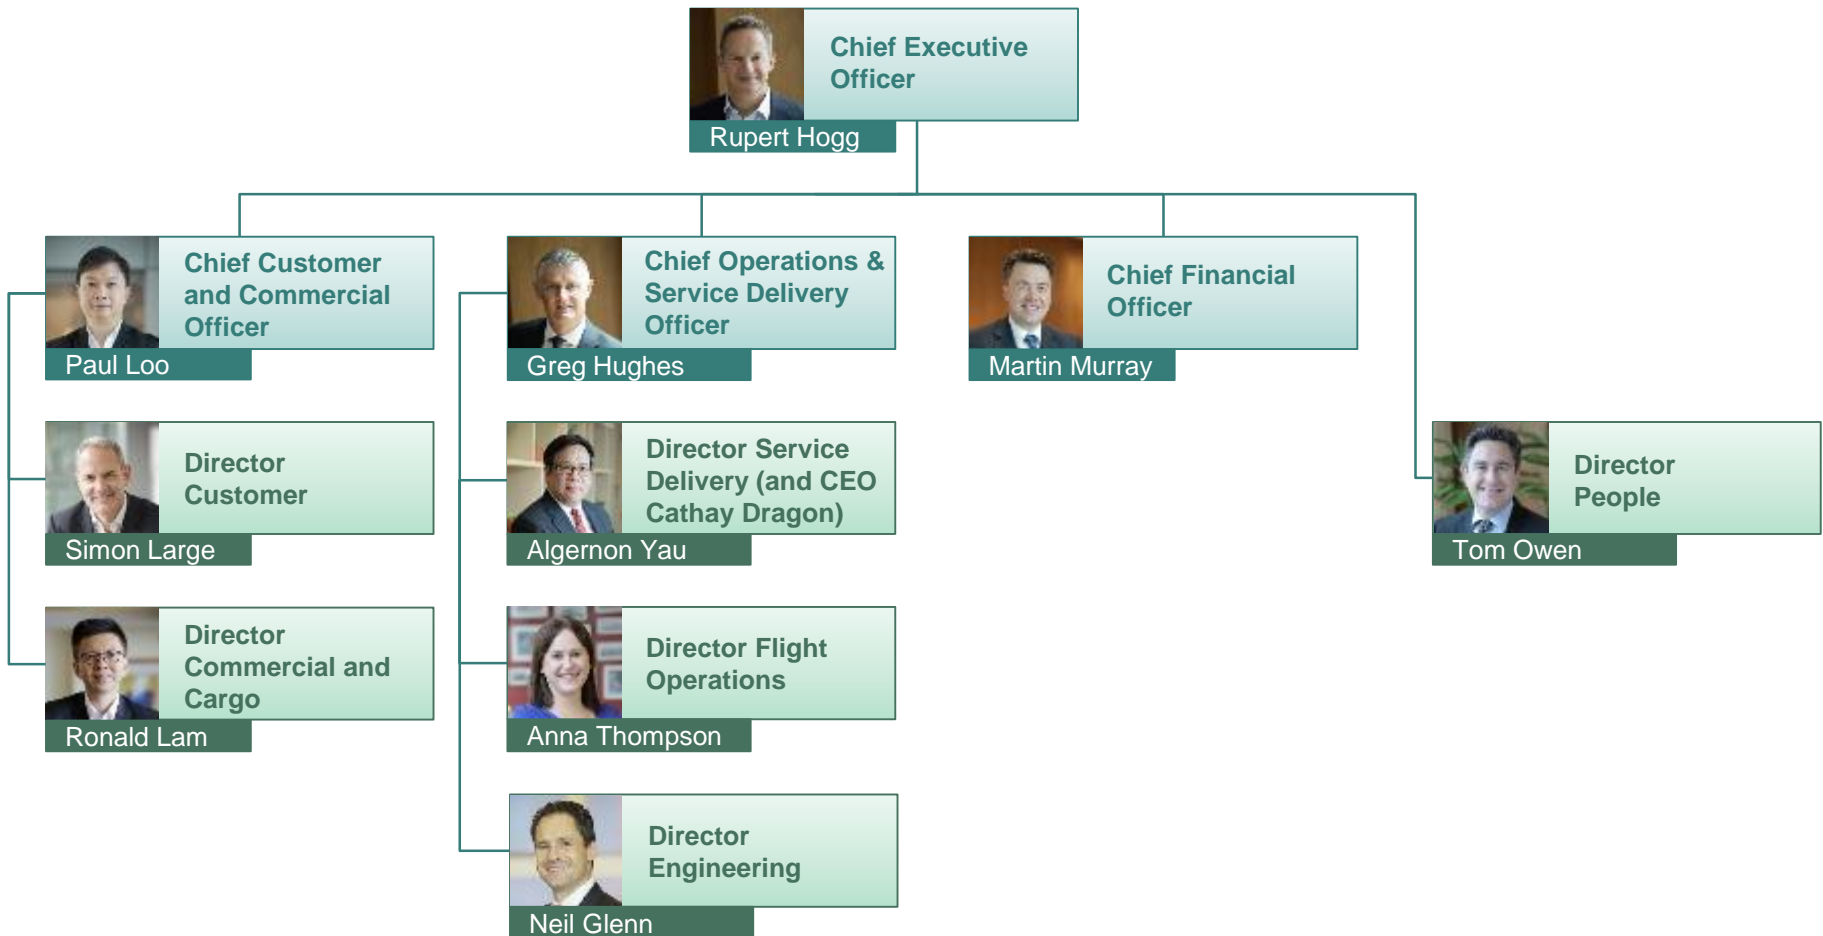 Chief Executive
Officer
Rupert Hogg
Chief Customer
and Commercial
Officer
Paul Loo
Chief Operations &
Service Delivery
Officer
Greg Hughes
Chief Financial
Officer
Martin Murray
Director
Customer
Simon Large
Director Service
Delivery (and CEO
Cathay Dragon)
Algernon Yau
Director
People
Tom Owen
Director
Commercial and
Cargo
Ronald Lam
Director Flight
Operations
Anna Thompson
Director
Engineering
Neil Glenn